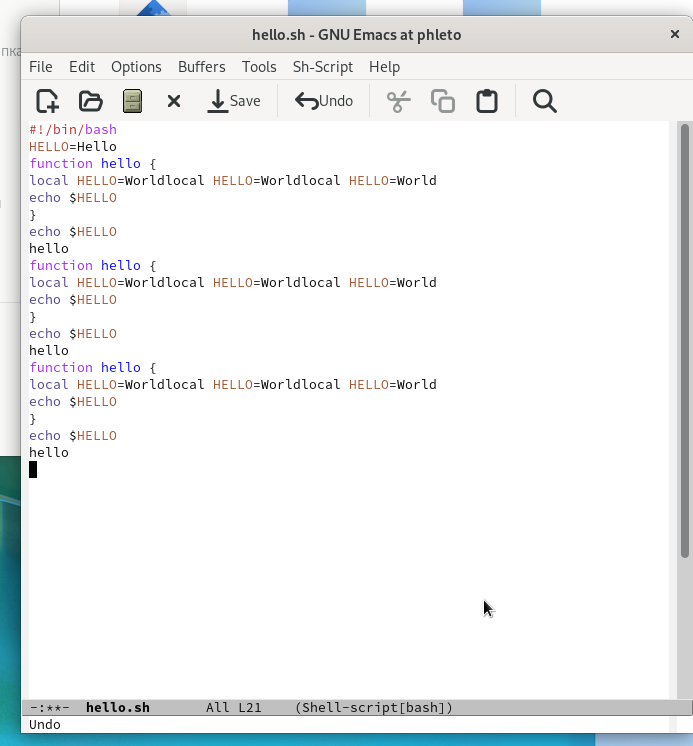 hello.sh - GNU Emacs at phleto
пка
File Edit Options Buffers Tools Sh-Script Help
Save Undo
#!/bin/bash
HELLO=Hello
function hello {
local HELLO=Worldlocal HELLO=Worldlocal HELLO=World
echo $HELLO
}
echo $HELLO
hello
function hello {
local HELLO=Worldlocal HELLO=Worldlocal HELLO=World
echo $HELLO
}
echo $HELLO
hello
function hello {
local HELLO=Worldlocal HELLO=Worldlocal HELLO=World
echo $HELLO
}
echo $HELLO
hello
-:**- hello.sh All L21 (Shell-script[bash])
Undo